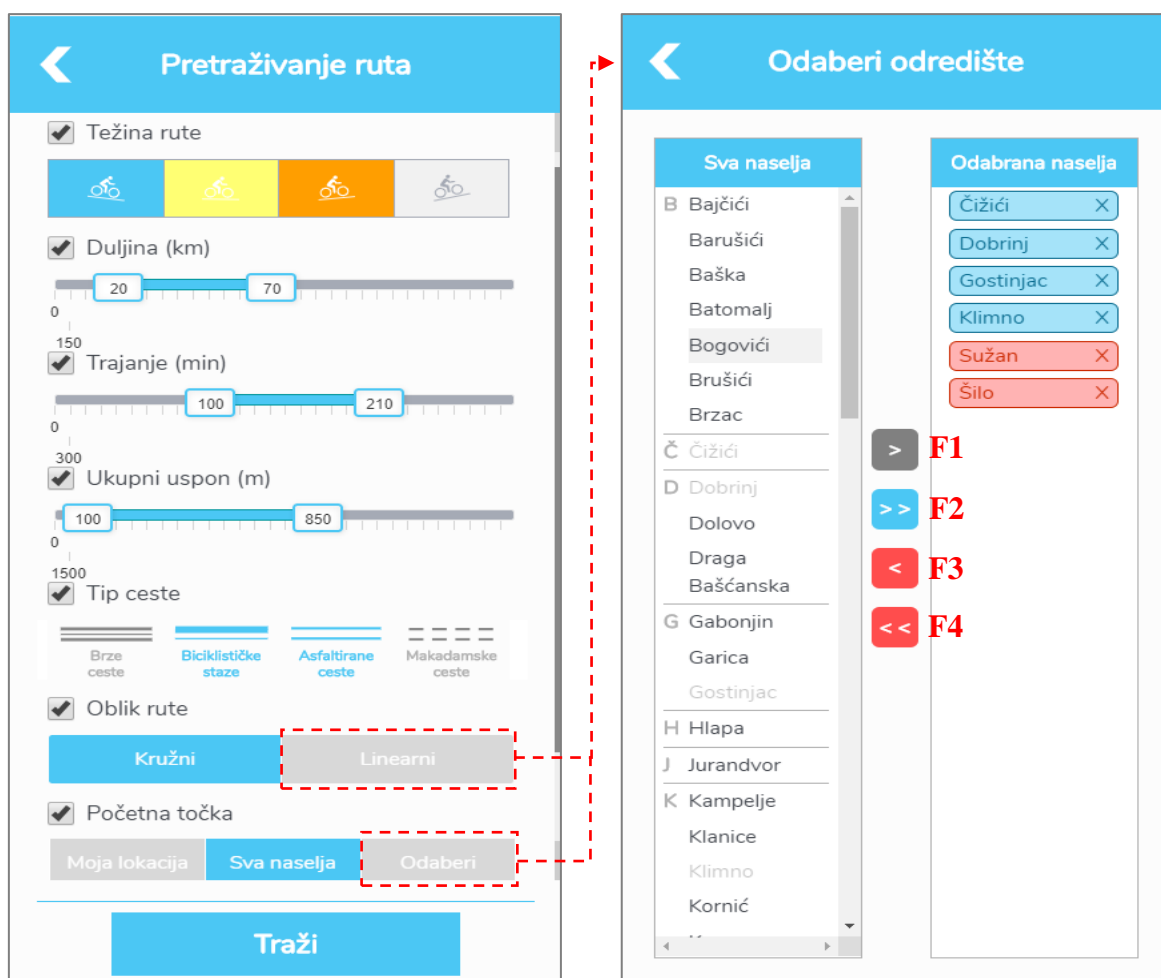 Pretraživanje ruta
Težina rute
Duljina (km)
20 70
0
150
Trajanje (min)
100 210
0
300
Ukupni uspon (m)
100 850
0
1500
Tip ceste
Brze ceste
Bicikliističke staze
Asfaltirane ceste
Makadamske ceste
Oblik rute
Kružni Linearni
Početna točka
Moja lokacija Sva naselja Odaberi
Traži
Odaberi odredište
Sva naselja
B Bajčići
Barušići
Baška
Batomalj
Bogovići
Brušići
Brzac
Č Čižići
D Dobrinj
Dolovo
Draga
Bašćanska
G Gabonjin
Garica
Gostinjac
H Hlapa
J Jurandvor
K Kampelje
Klanice
Klimno
Kornić
> F1
>> F2
< F3
<< F4
Odabrana naselja
Čižići X
Dobrinj X
Gostinjac X
Klimno X
Sužan X
Šilo X